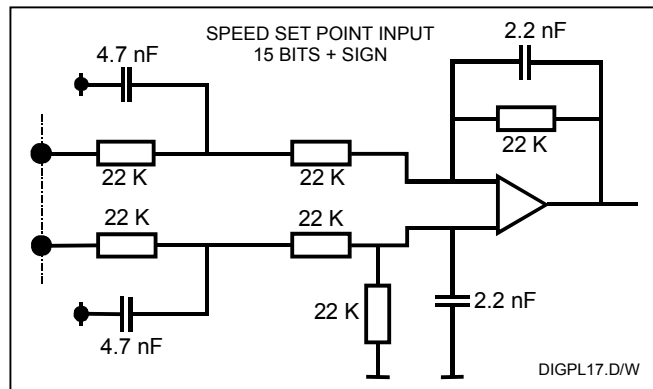 SPEED SET POINT INPUT
15 BITS + SIGN
4.7 nF
2.2 nF
22 K
22 K
22 K
22 K
22 K
22 K
2.2 nF
4.7 nF
DIGPL17.D/W